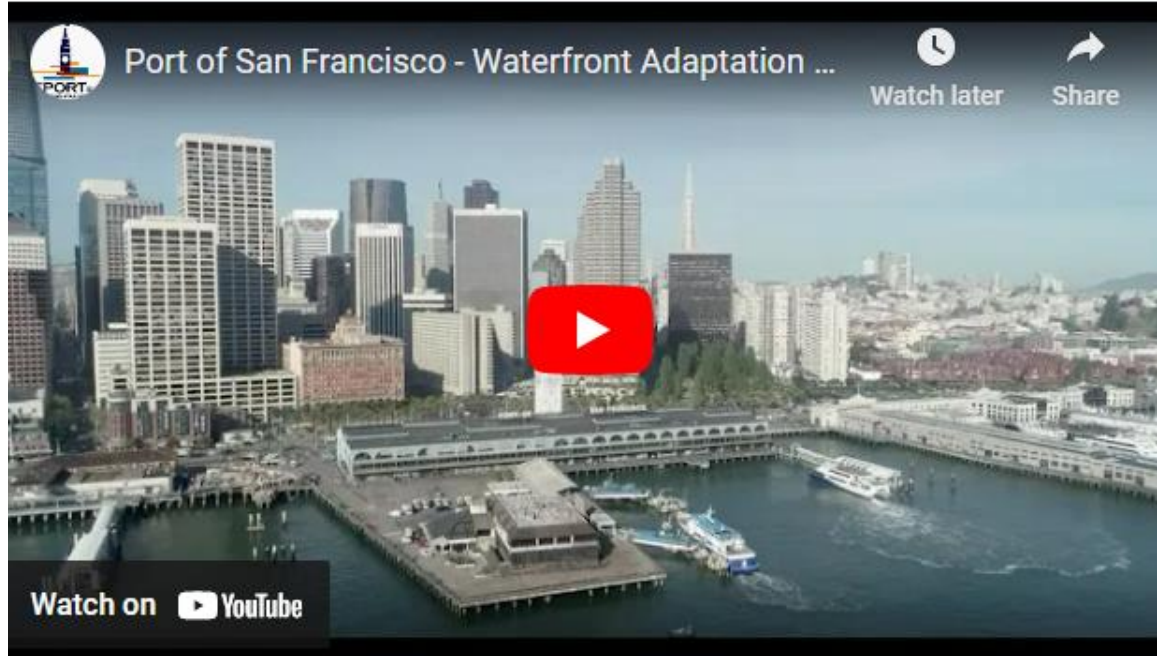 PORT
Port of San Francisco - Waterfront Adaptation ...
Watch later
Share
Watch on YouTube